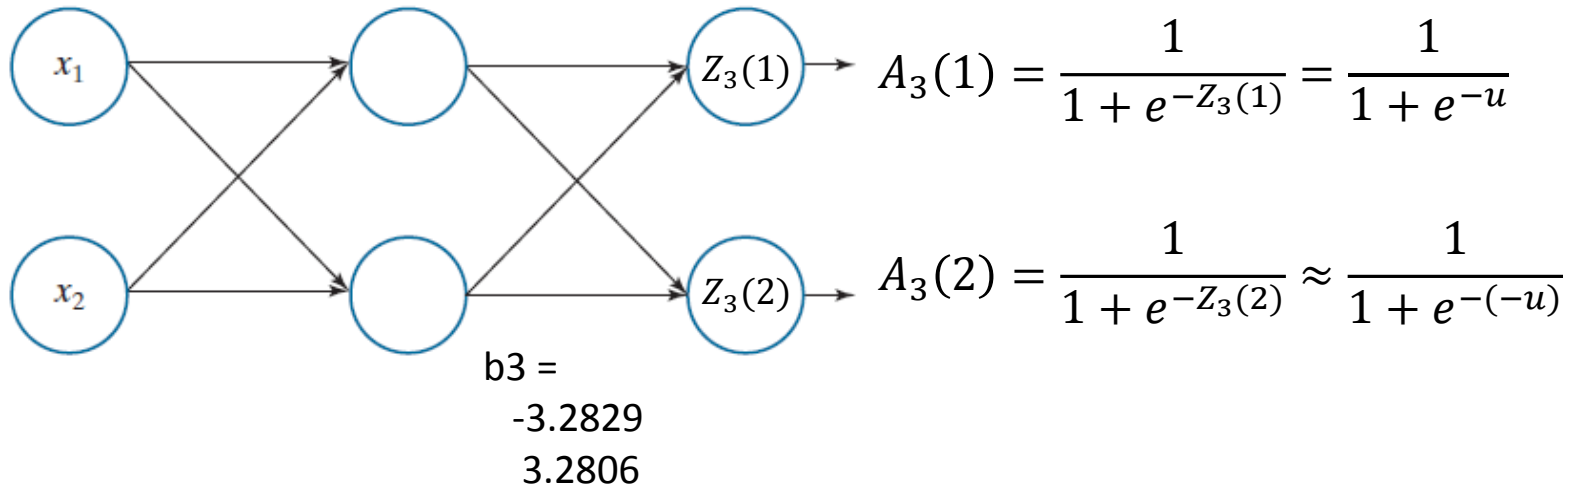 x₁
Z₃(1)
A₃(1) = 1/(1 + e^(−Z₃(1))) = 1/(1 + e^(−u))
x₂
Z₃(2)
A₃(2) = 1/(1 + e^(−Z₃(2))) ≈ 1/(1 + e^(−(−u)))
b3 =
-3.2829
3.2806